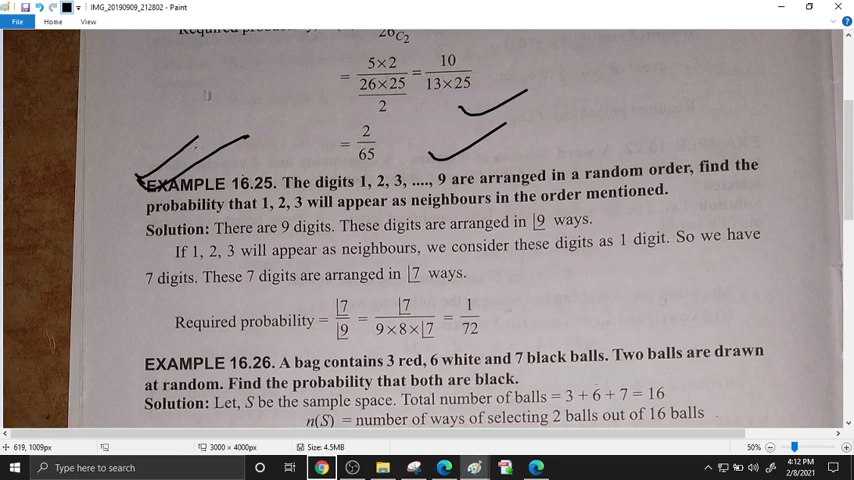 IMG_20190909_212802 - Paint
File Home View
26C₂
= 5×2 / (26×25 / 2) = 10 / 13×25
= 2/65
EXAMPLE 16.25. The digits 1, 2, 3, ...., 9 are arranged in a random order, find the
probability that 1, 2, 3 will appear as neighbours in the order mentioned.
Solution: There are 9 digits. These digits are arranged in |9 ways.
If 1, 2, 3 will appear as neighbours, we consider these digits as 1 digit. So we have
7 digits. These 7 digits are arranged in |7 ways.
Required probability = |7 / |9 = |7 / 9×8×|7 = 1/72
EXAMPLE 16.26. A bag contains 3 red, 6 white and 7 black balls. Two balls are drawn
at random. Find the probability that both are black.
Solution: Let, S be the sample space. Total number of balls = 3 + 6 + 7 = 16
n(S) = number of ways of selecting 2 balls out of 16 balls
619, 1009px 3000 × 4000px Size: 4.5MB 50%
Type here to search
4:12 PM
2/8/2021